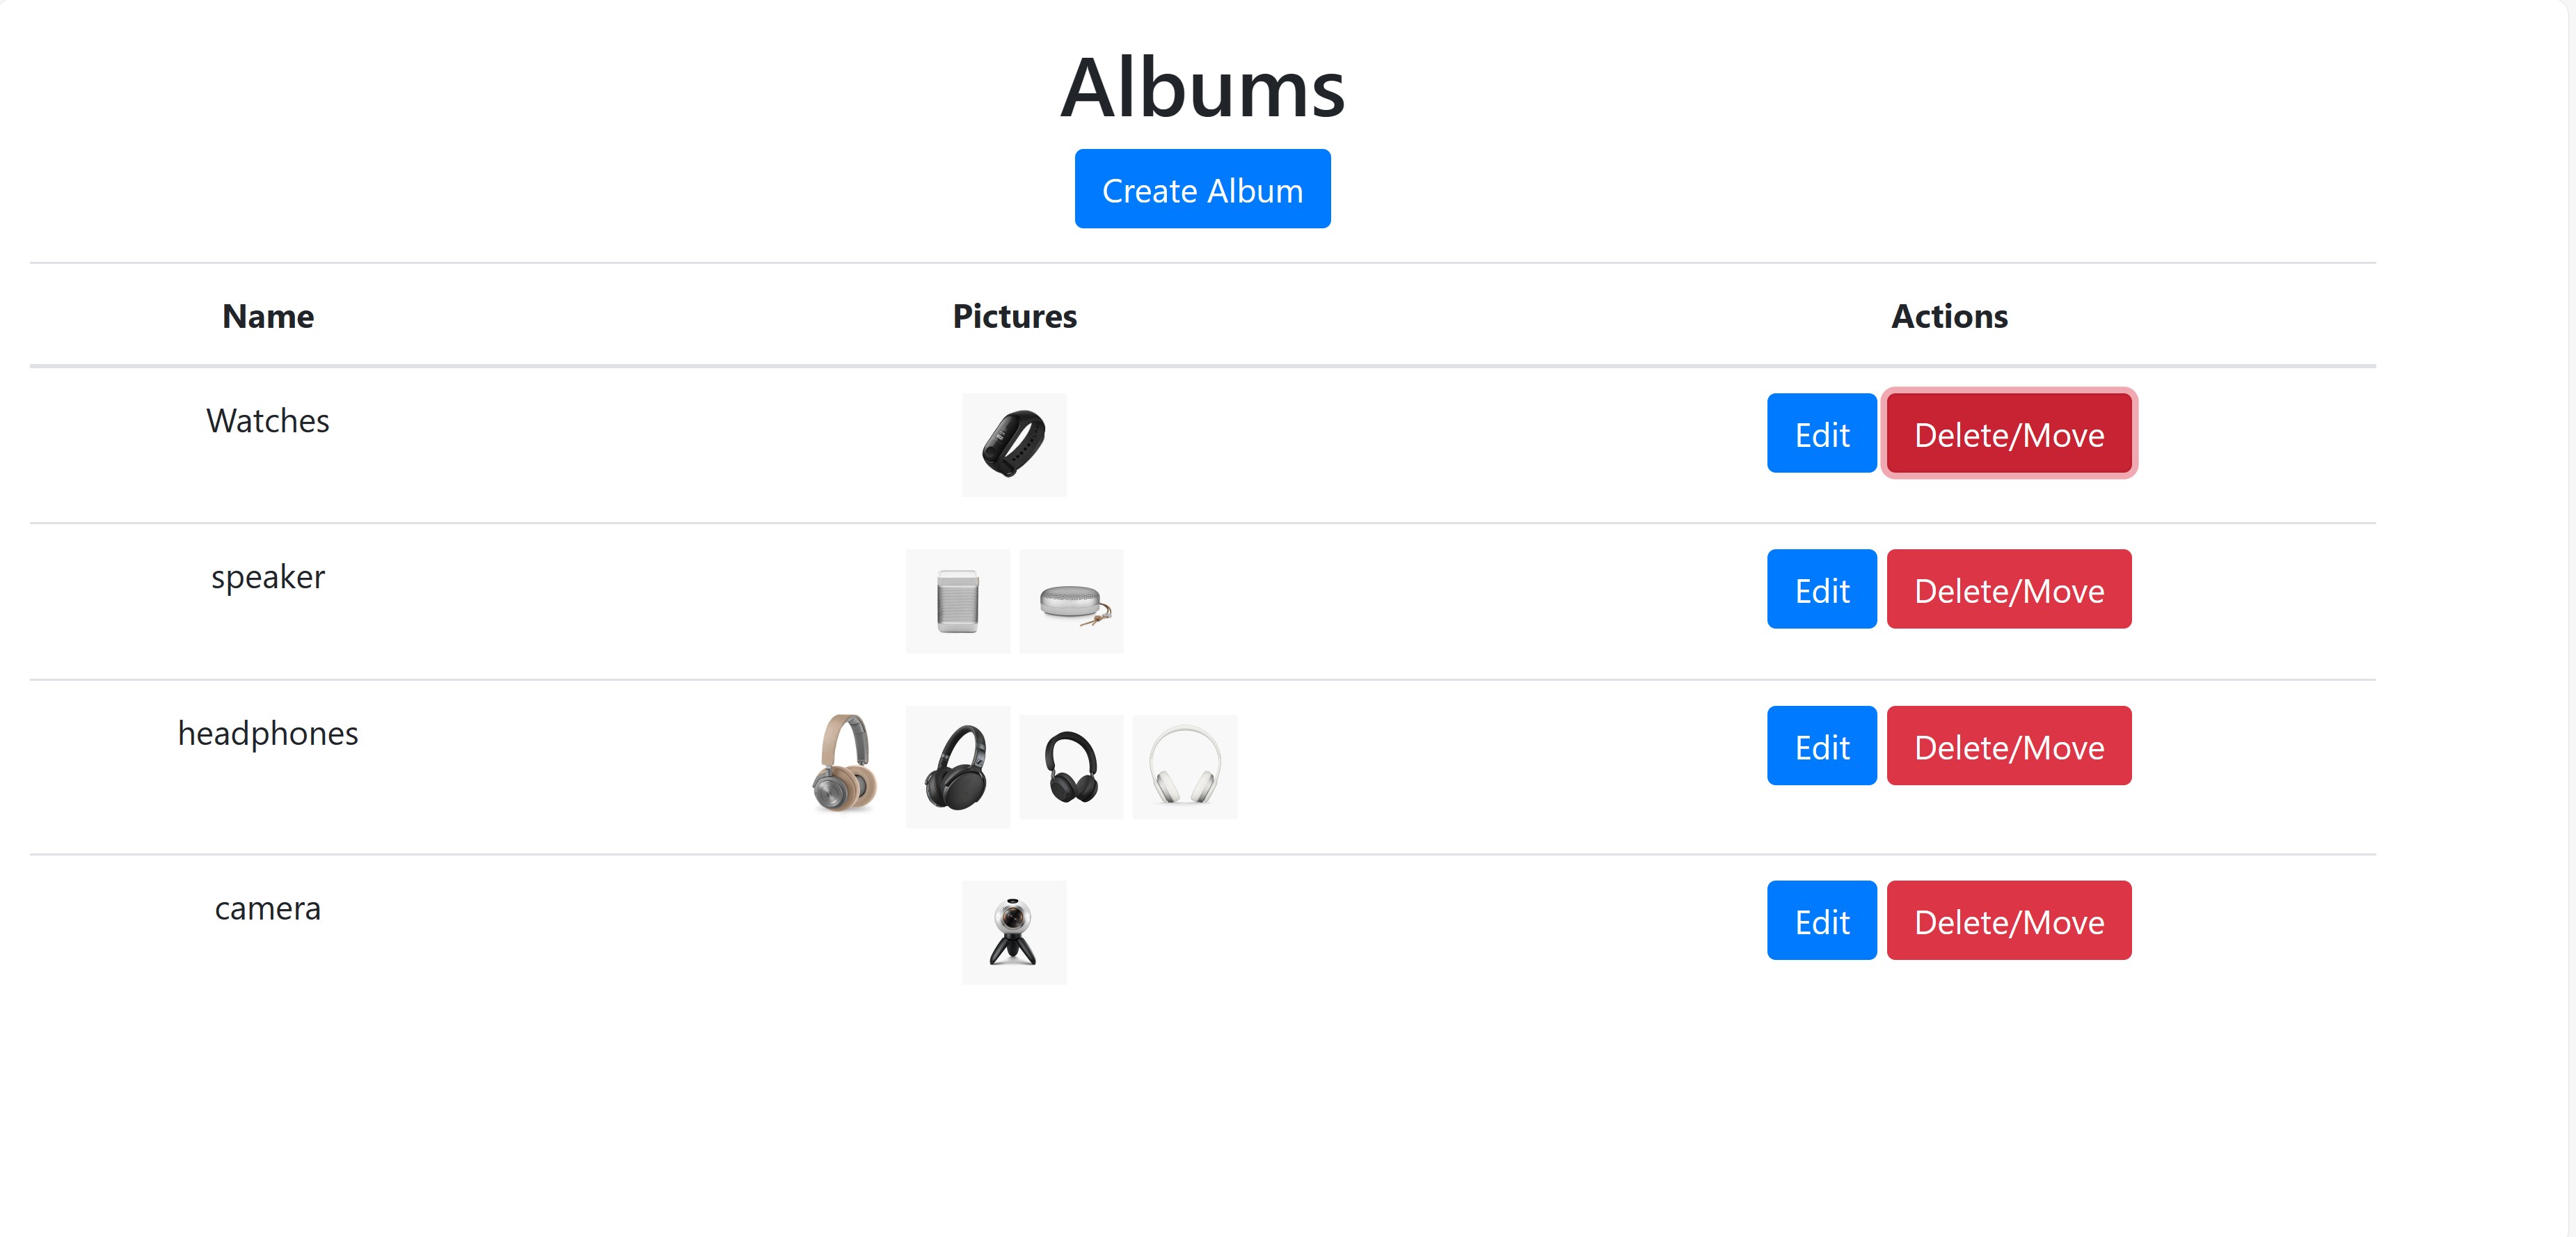 Albums
Create Album
Name Pictures Actions
Watches Edit Delete/Move
speaker Edit Delete/Move
headphones Edit Delete/Move
camera Edit Delete/Move